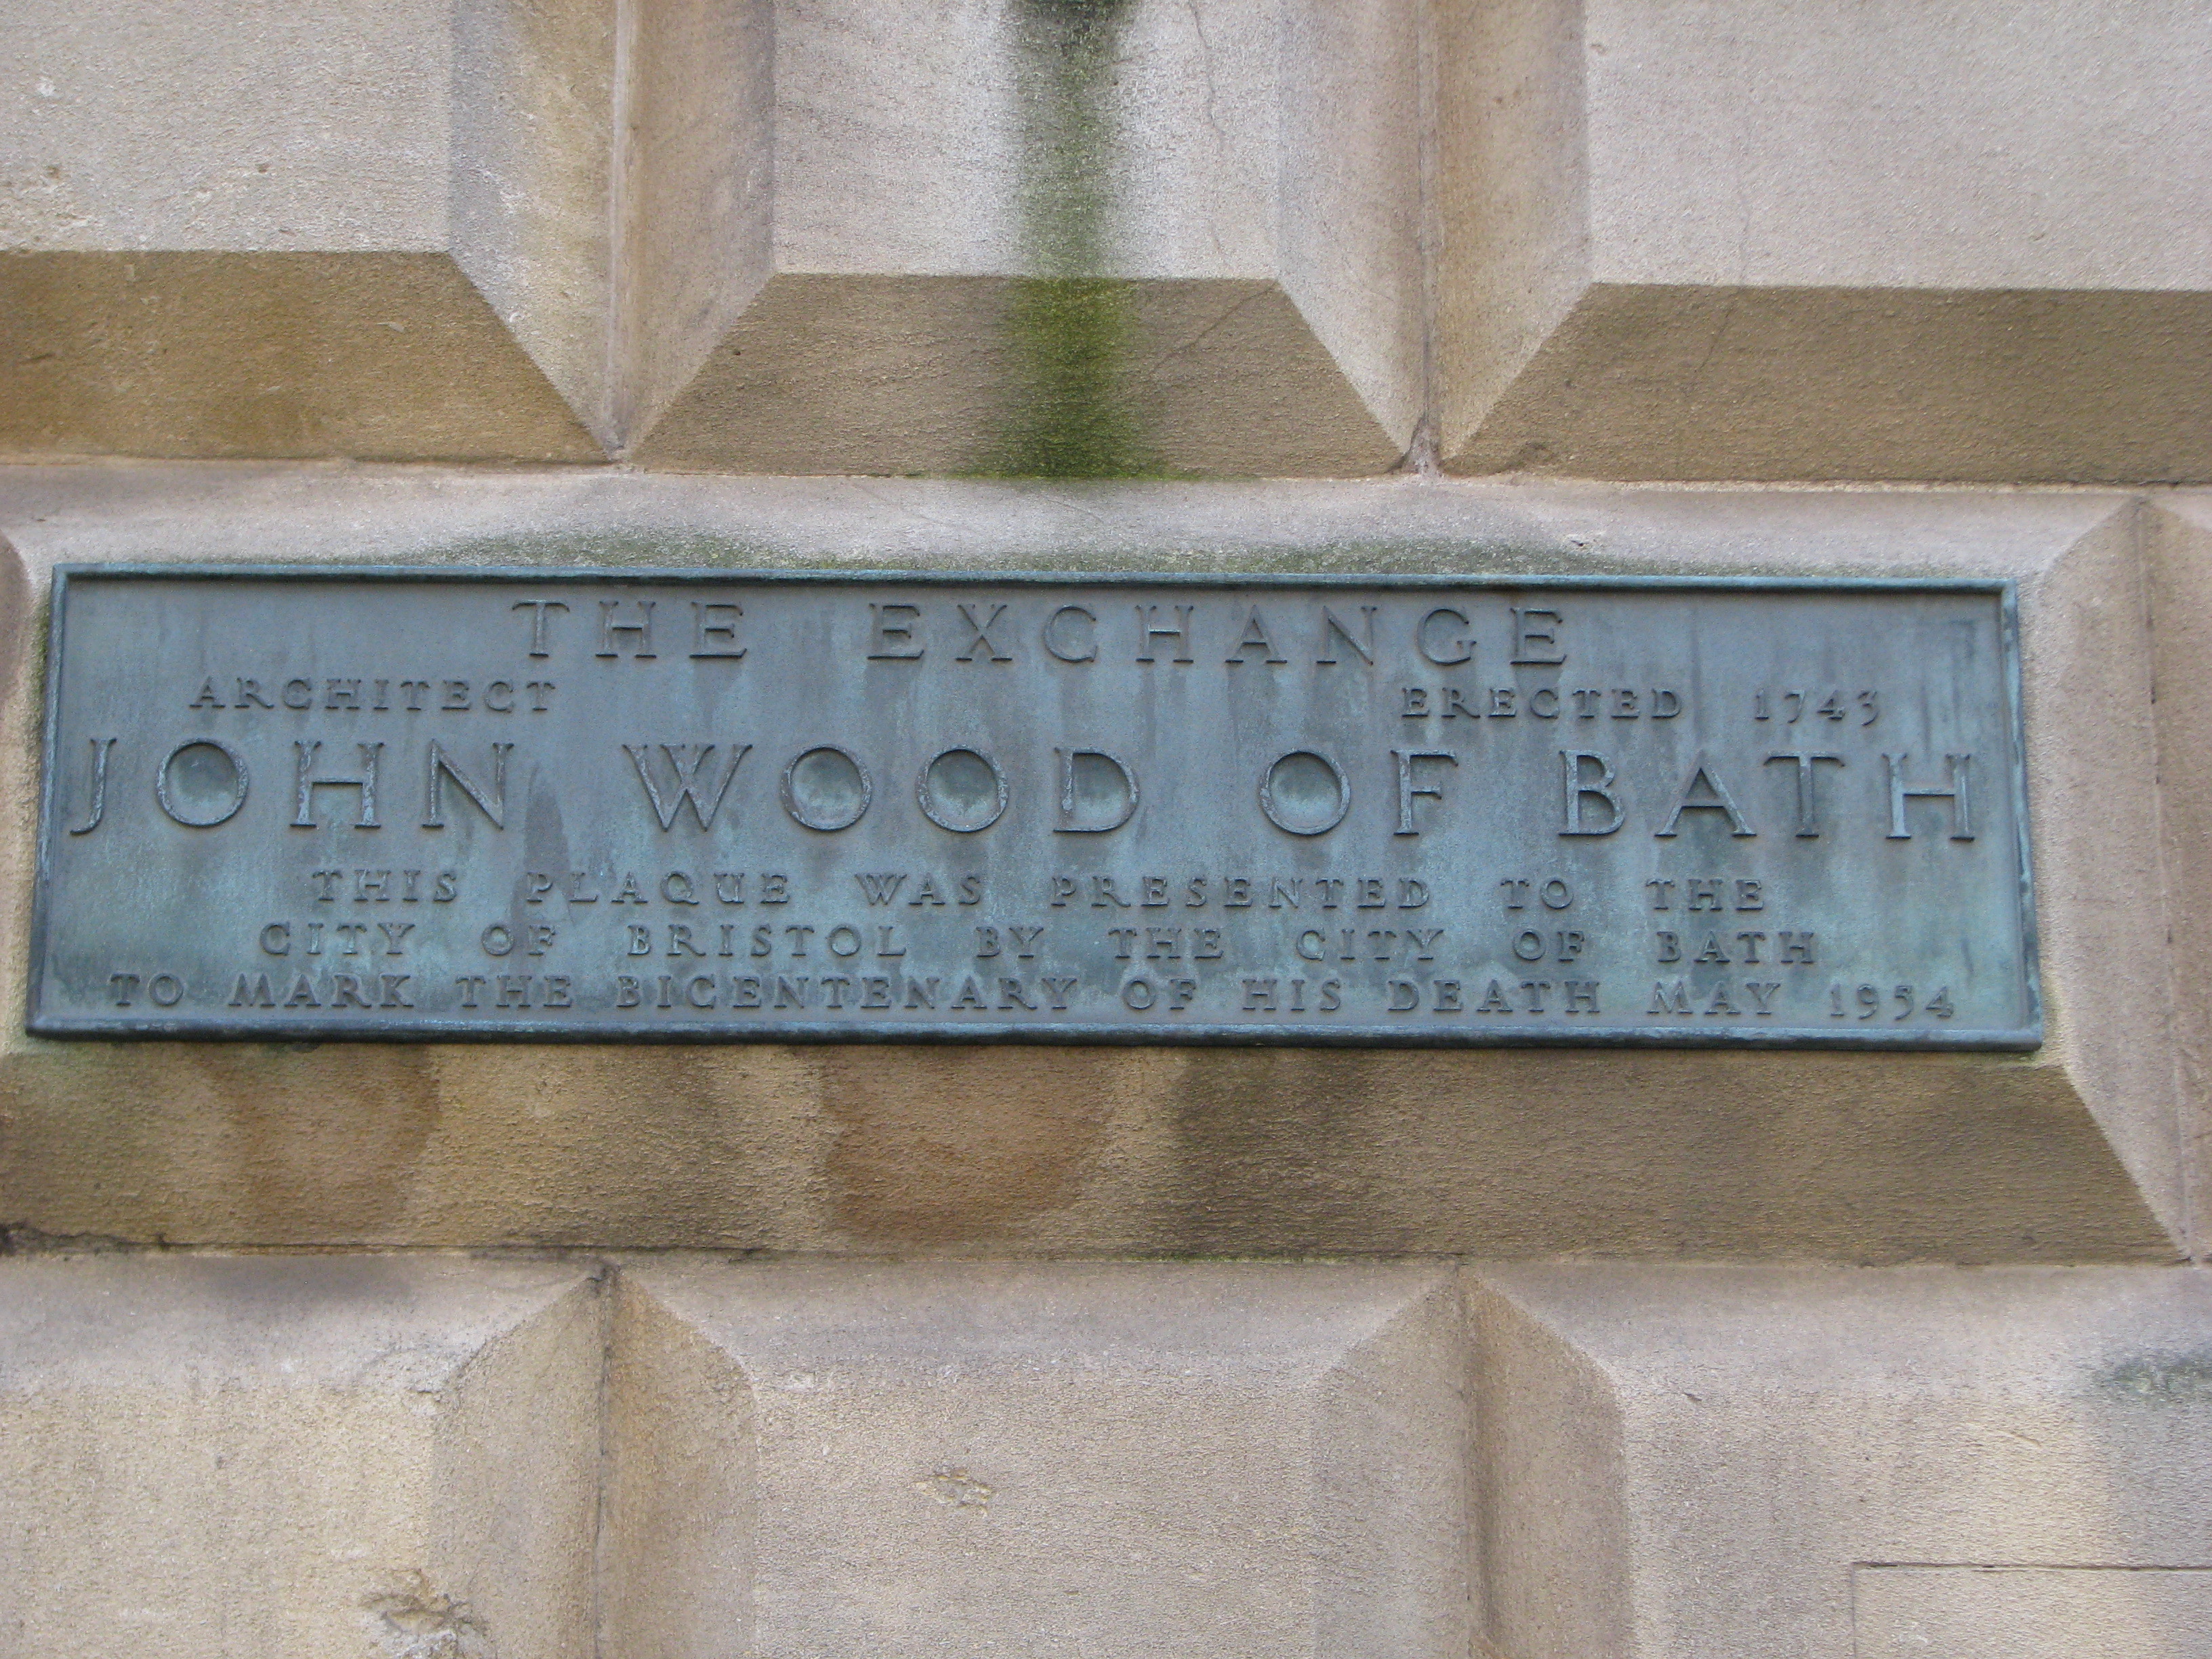 THE EXCHANGE
ARCHITECT ERECTED 1743
JOHN WOOD OF BATH
THIS PLAQUE WAS PRESENTED TO THE
CITY OF BRISTOL BY THE CITY OF BATH
TO MARK THE BICENTENARY OF HIS DEATH MAY 1954